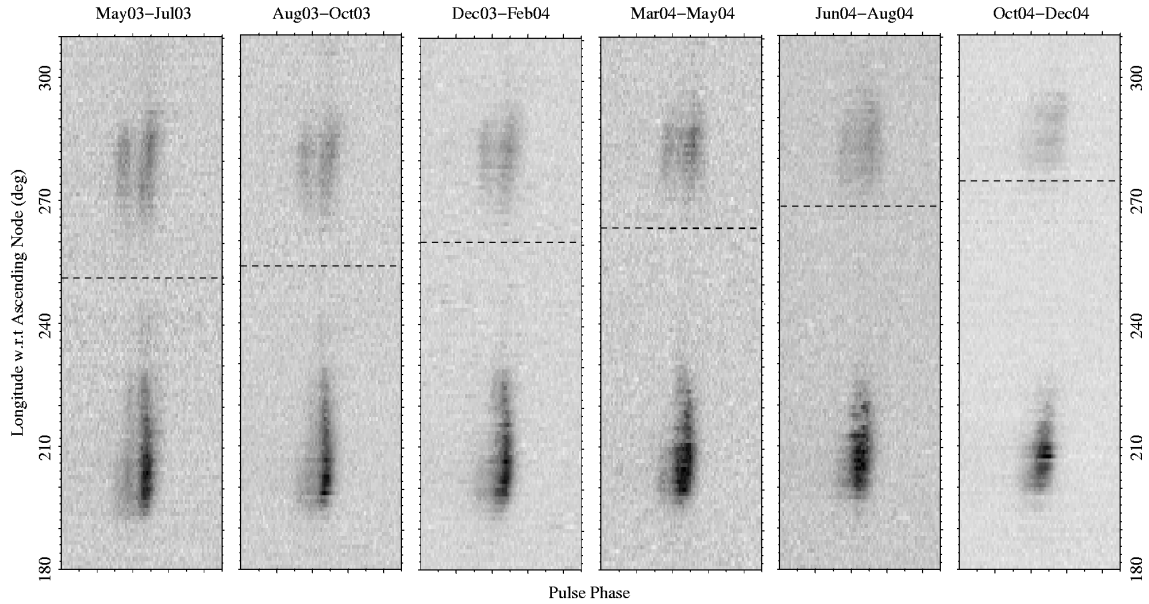 May03−Jul03 Aug03−Oct03 Dec03−Feb04 Mar04−May04 Jun04−Aug04 Oct04−Dec04
300 300
270 270
Longitude w.r.t Ascending Node (deg)
240 240
210 210
180 180
Pulse Phase